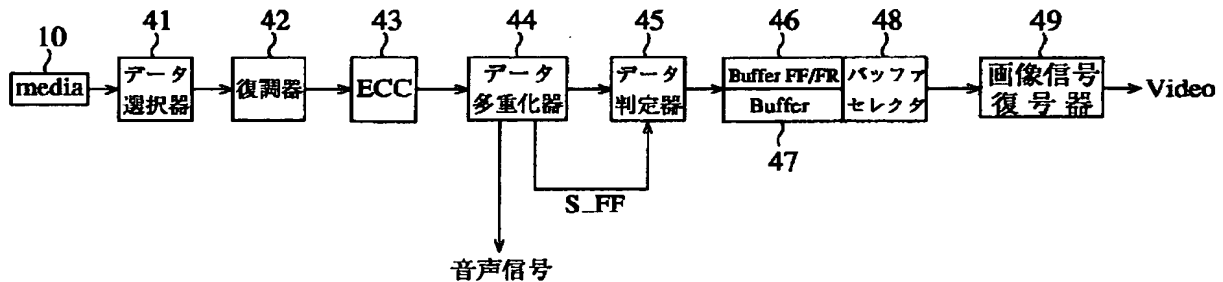 10
media
41
データ
選択器
42
復調器
43
ECC
44
データ
多重化器
45
データ
判定器
46
Buffer FF/FR
Buffer
47
48
バッファ
セレクタ
49
画像信号
復号器
Video
S_FF
音声信号